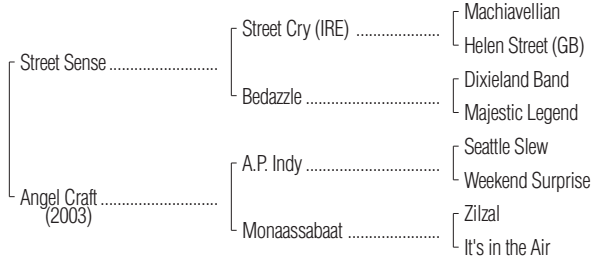 Machiavellian
Street Cry (IRE) ..................
Helen Street (GB)
Street Sense ........................
Dixieland Band
Bedazzle ..............................
Majestic Legend
Seattle Slew
A.P. Indy ..............................
Weekend Surprise
Angel Craft ..........................
(2003)
Zilzal
Monaassabaat ....................
It's in the Air